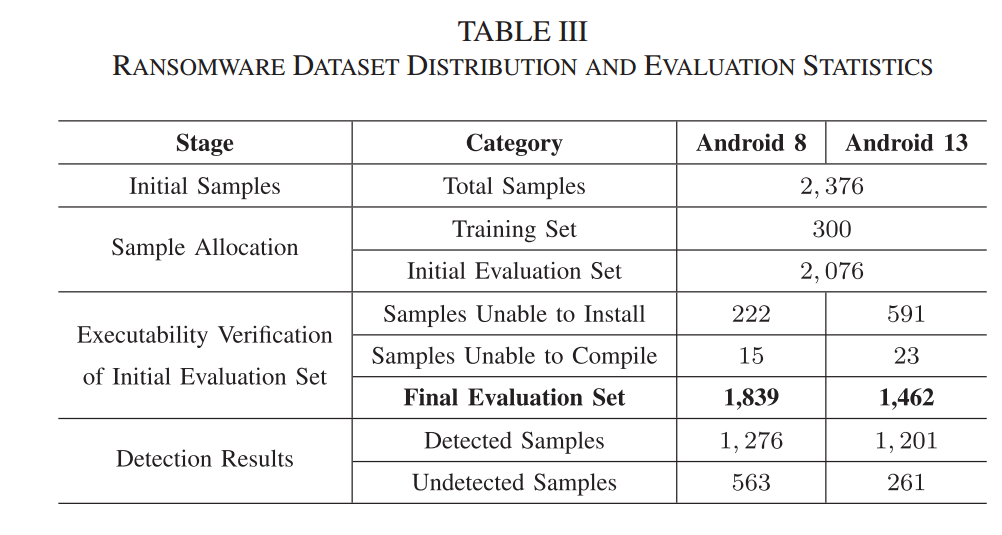 TABLE III
RANSOMWARE DATASET DISTRIBUTION AND EVALUATION STATISTICS
Stage Category Android 8 Android 13
Initial Samples Total Samples 2, 376
Sample Allocation Training Set 300
Initial Evaluation Set 2, 076
Executability Verification of Initial Evaluation Set Samples Unable to Install 222 591
Samples Unable to Compile 15 23
Final Evaluation Set 1,839 1,462
Detection Results Detected Samples 1, 276 1, 201
Undetected Samples 563 261